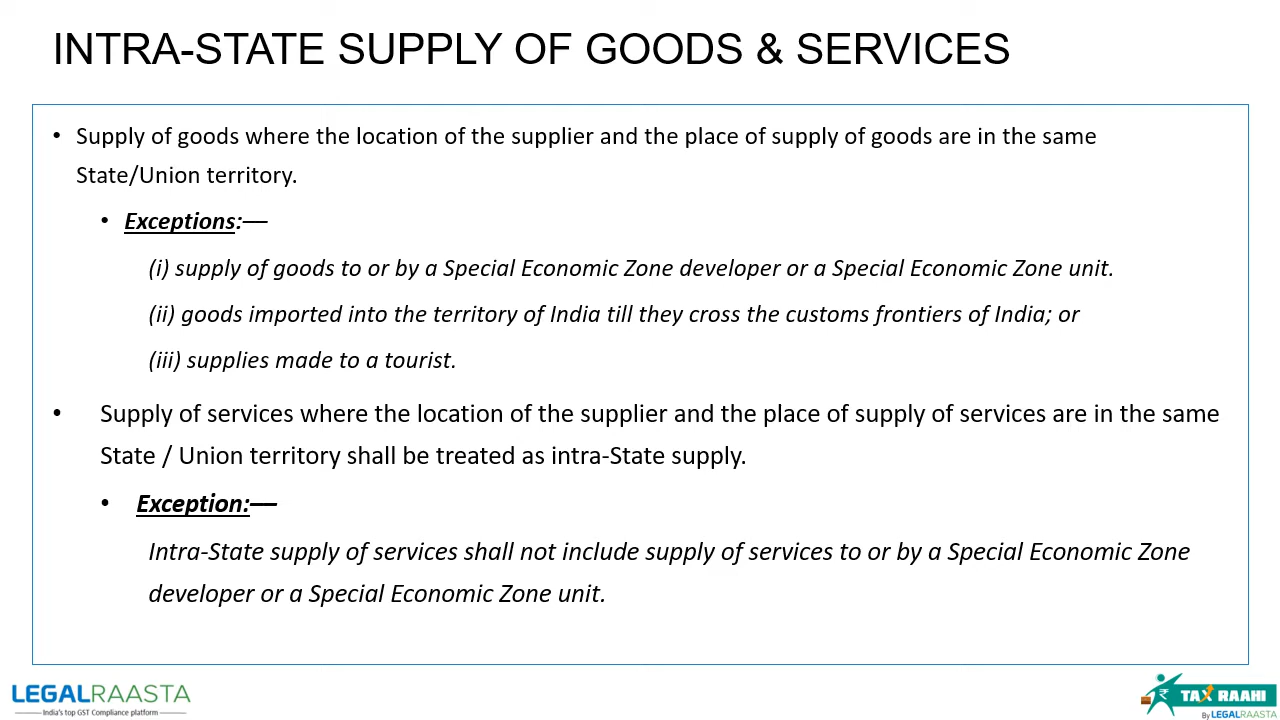 INTRA-STATE SUPPLY OF GOODS & SERVICES
• Supply of goods where the location of the supplier and the place of supply of goods are in the same
State/Union territory.
• Exceptions:—
(i) supply of goods to or by a Special Economic Zone developer or a Special Economic Zone unit.
(ii) goods imported into the territory of India till they cross the customs frontiers of India; or
(iii) supplies made to a tourist.
• Supply of services where the location of the supplier and the place of supply of services are in the same
State / Union territory shall be treated as intra-State supply.
• Exception:—
Intra-State supply of services shall not include supply of services to or by a Special Economic Zone
developer or a Special Economic Zone unit.
LEGALRAASTA
India's top GST Compliance platform
₹ TAX RAAHI
By LEGALRAASTA